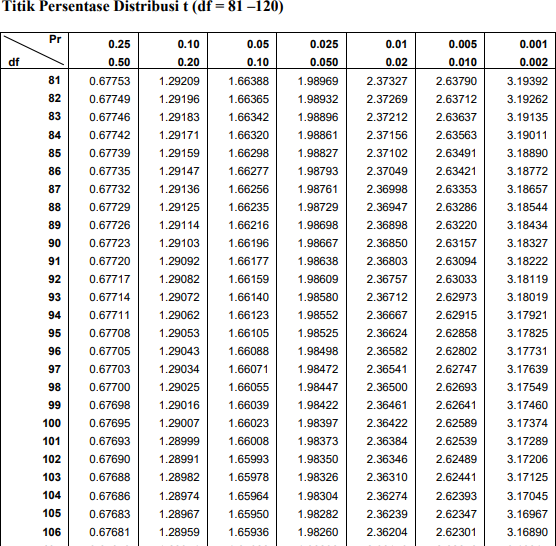 Titik Persentase Distribusi t (df = 81 –120)
Pr 0.25 0.10 0.05 0.025 0.01 0.005 0.001
df 0.50 0.20 0.10 0.050 0.02 0.010 0.002
81 0.67753 1.29209 1.66388 1.98969 2.37327 2.63790 3.19392
82 0.67749 1.29196 1.66365 1.98932 2.37269 2.63712 3.19262
83 0.67746 1.29183 1.66342 1.98896 2.37212 2.63637 3.19135
84 0.67742 1.29171 1.66320 1.98861 2.37156 2.63563 3.19011
85 0.67739 1.29159 1.66298 1.98827 2.37102 2.63491 3.18890
86 0.67735 1.29147 1.66277 1.98793 2.37049 2.63421 3.18772
87 0.67732 1.29136 1.66256 1.98761 2.36998 2.63353 3.18657
88 0.67729 1.29125 1.66235 1.98729 2.36947 2.63286 3.18544
89 0.67726 1.29114 1.66216 1.98698 2.36898 2.63220 3.18434
90 0.67723 1.29103 1.66196 1.98667 2.36850 2.63157 3.18327
91 0.67720 1.29092 1.66177 1.98638 2.36803 2.63094 3.18222
92 0.67717 1.29082 1.66159 1.98609 2.36757 2.63033 3.18119
93 0.67714 1.29072 1.66140 1.98580 2.36712 2.62973 3.18019
94 0.67711 1.29062 1.66123 1.98552 2.36667 2.62915 3.17921
95 0.67708 1.29053 1.66105 1.98525 2.36624 2.62858 3.17825
96 0.67705 1.29043 1.66088 1.98498 2.36582 2.62802 3.17731
97 0.67703 1.29034 1.66071 1.98472 2.36541 2.62747 3.17639
98 0.67700 1.29025 1.66055 1.98447 2.36500 2.62693 3.17549
99 0.67698 1.29016 1.66039 1.98422 2.36461 2.62641 3.17460
100 0.67695 1.29007 1.66023 1.98397 2.36422 2.62589 3.17374
101 0.67693 1.28999 1.66008 1.98373 2.36384 2.62539 3.17289
102 0.67690 1.28991 1.65993 1.98350 2.36346 2.62489 3.17206
103 0.67688 1.28982 1.65978 1.98326 2.36310 2.62441 3.17125
104 0.67686 1.28974 1.65964 1.98304 2.36274 2.62393 3.17045
105 0.67683 1.28967 1.65950 1.98282 2.36239 2.62347 3.16967
106 0.67681 1.28959 1.65936 1.98260 2.36204 2.62301 3.16890